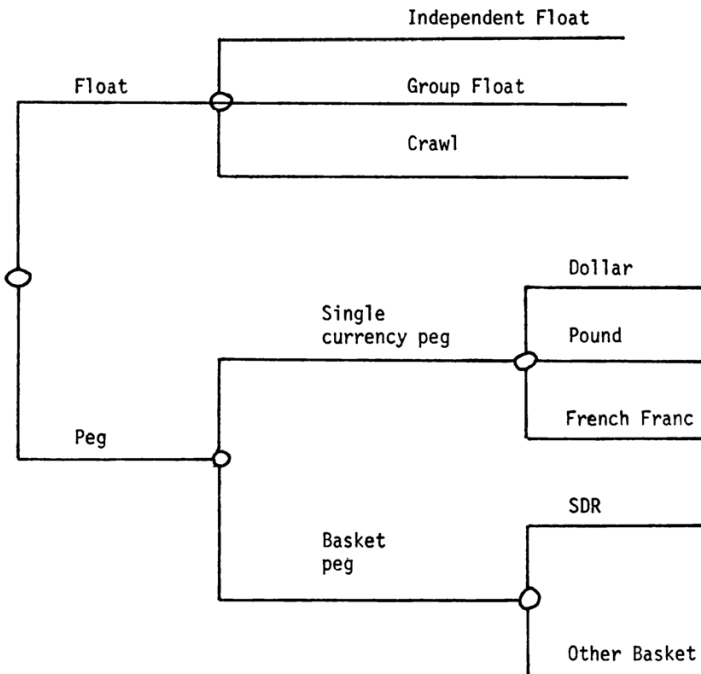 Independent Float
Float
Group Float
Crawl
Dollar
Single
currency peg
Pound
French Franc
Peg
SDR
Basket
peg
Other Basket